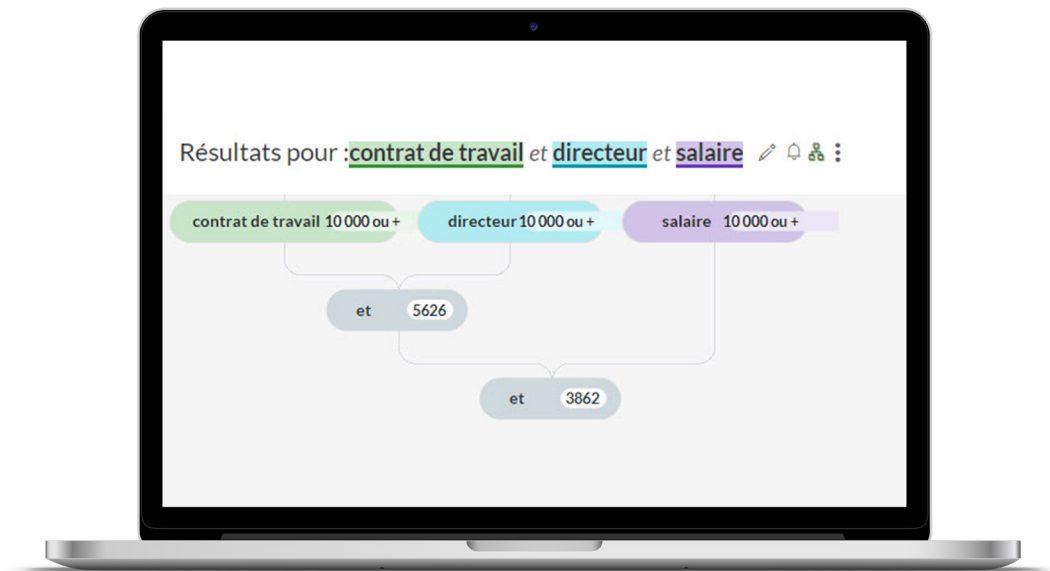 Résultats pour :contrat de travail et directeur et salaire
contrat de travail 10 000 ou + directeur 10 000 ou + salaire 10 000 ou +
et 5626
et 3862